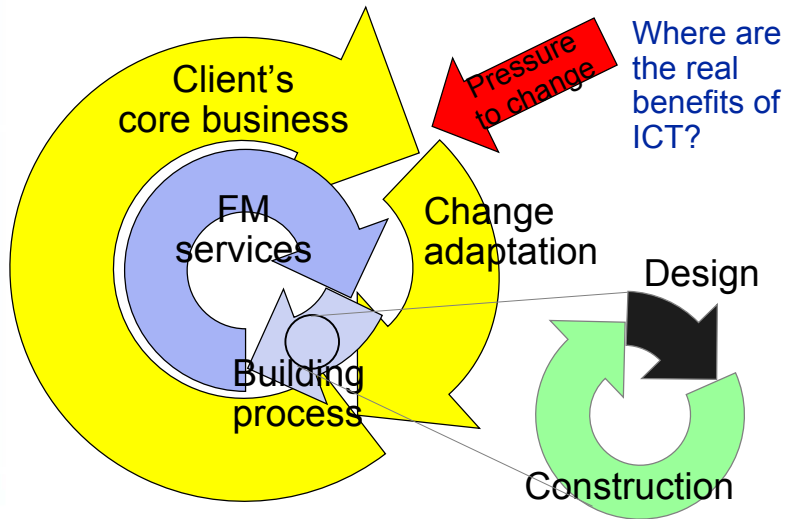 Client's
core business
Pressure
to change
Where are
the real
benefits of
ICT?
FM
services
Change
adaptation
Design
Building
process
Construction